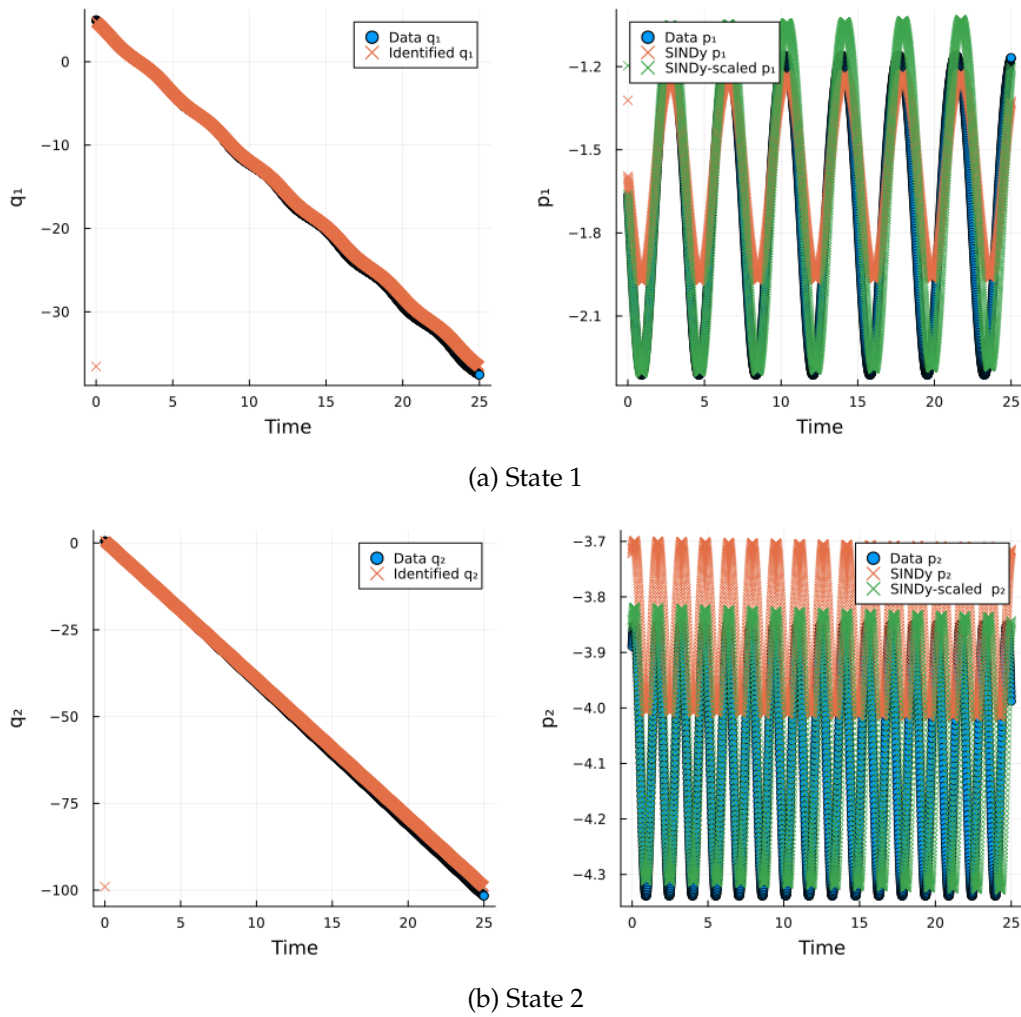 Data q₁
Identified q₁
0
−10
−20
−30
q₁
0
5
10
15
20
25
Time
Data p₁
SINDy p₁
SINDy-scaled p₁
−1.2
−1.5
−1.8
−2.1
p₁
0
5
10
15
20
25
Time
(a) State 1
Data q₂
Identified q₂
0
−25
−50
−75
−100
q₂
0
5
10
15
20
25
Time
Data p₂
SINDy p₂
SINDy-scaled p₂
−3.7
−3.8
−3.9
−4.0
−4.1
−4.2
−4.3
p₂
0
5
10
15
20
25
Time
(b) State 2